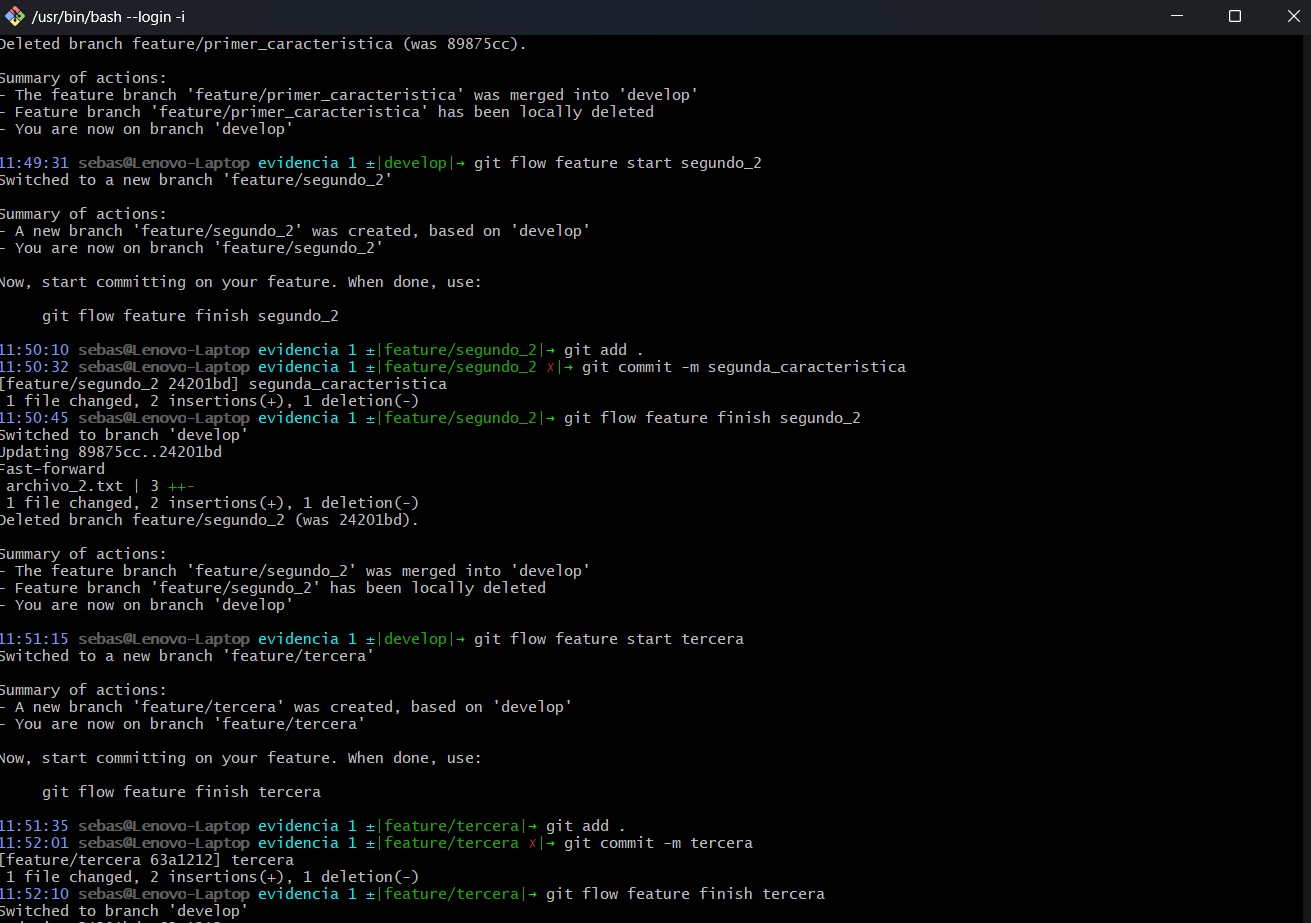 /usr/bin/bash --login -i
Deleted branch feature/primer_caracteristica (was 89875cc).
Summary of actions:
- The feature branch 'feature/primer_caracteristica' was merged into 'develop'
- Feature branch 'feature/primer_caracteristica' has been locally deleted
- You are now on branch 'develop'
11:49:31 sebas@Lenovo-Laptop evidencia 1 ±|develop|→ git flow feature start segundo_2
Switched to a new branch 'feature/segundo_2'
Summary of actions:
- A new branch 'feature/segundo_2' was created, based on 'develop'
- You are now on branch 'feature/segundo_2'
Now, start committing on your feature. When done, use:
git flow feature finish segundo_2
11:50:10 sebas@Lenovo-Laptop evidencia 1 ±|feature/segundo_2|→ git add .
11:50:32 sebas@Lenovo-Laptop evidencia 1 ±|feature/segundo_2 ✗|→ git commit -m segunda_caracteristica
[feature/segundo_2 24201bd] segunda_caracteristica
1 file changed, 2 insertions(+), 1 deletion(-)
11:50:45 sebas@Lenovo-Laptop evidencia 1 ±|feature/segundo_2|→ git flow feature finish segundo_2
Switched to branch 'develop'
Updating 89875cc..24201bd
Fast-forward
archivo_2.txt | 3 ++-
1 file changed, 2 insertions(+), 1 deletion(-)
Deleted branch feature/segundo_2 (was 24201bd).
Summary of actions:
- The feature branch 'feature/segundo_2' was merged into 'develop'
- Feature branch 'feature/segundo_2' has been locally deleted
- You are now on branch 'develop'
11:51:15 sebas@Lenovo-Laptop evidencia 1 ±|develop|→ git flow feature start tercera
Switched to a new branch 'feature/tercera'
Summary of actions:
- A new branch 'feature/tercera' was created, based on 'develop'
- You are now on branch 'feature/tercera'
Now, start committing on your feature. When done, use:
git flow feature finish tercera
11:51:35 sebas@Lenovo-Laptop evidencia 1 ±|feature/tercera|→ git add .
11:52:01 sebas@Lenovo-Laptop evidencia 1 ±|feature/tercera ✗|→ git commit -m tercera
[feature/tercera 63a1212] tercera
1 file changed, 2 insertions(+), 1 deletion(-)
11:52:10 sebas@Lenovo-Laptop evidencia 1 ±|feature/tercera|→ git flow feature finish tercera
Switched to branch 'develop'